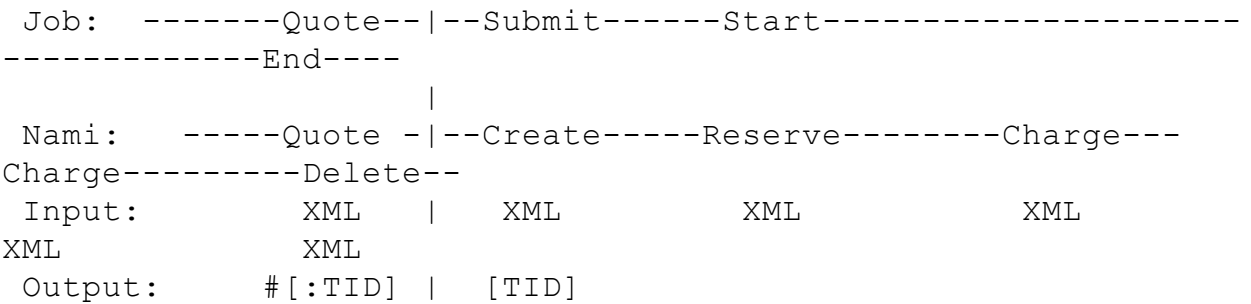 Job:  -------Quote--|--Submit------Start---------------------
-------------End----
|
Nami:   -----Quote -|--Create-----Reserve--------Charge---
Charge---------Delete--
Input:         XML   |   XML         XML             XML
XML            XML
Output:      #[:TID] |   [TID]